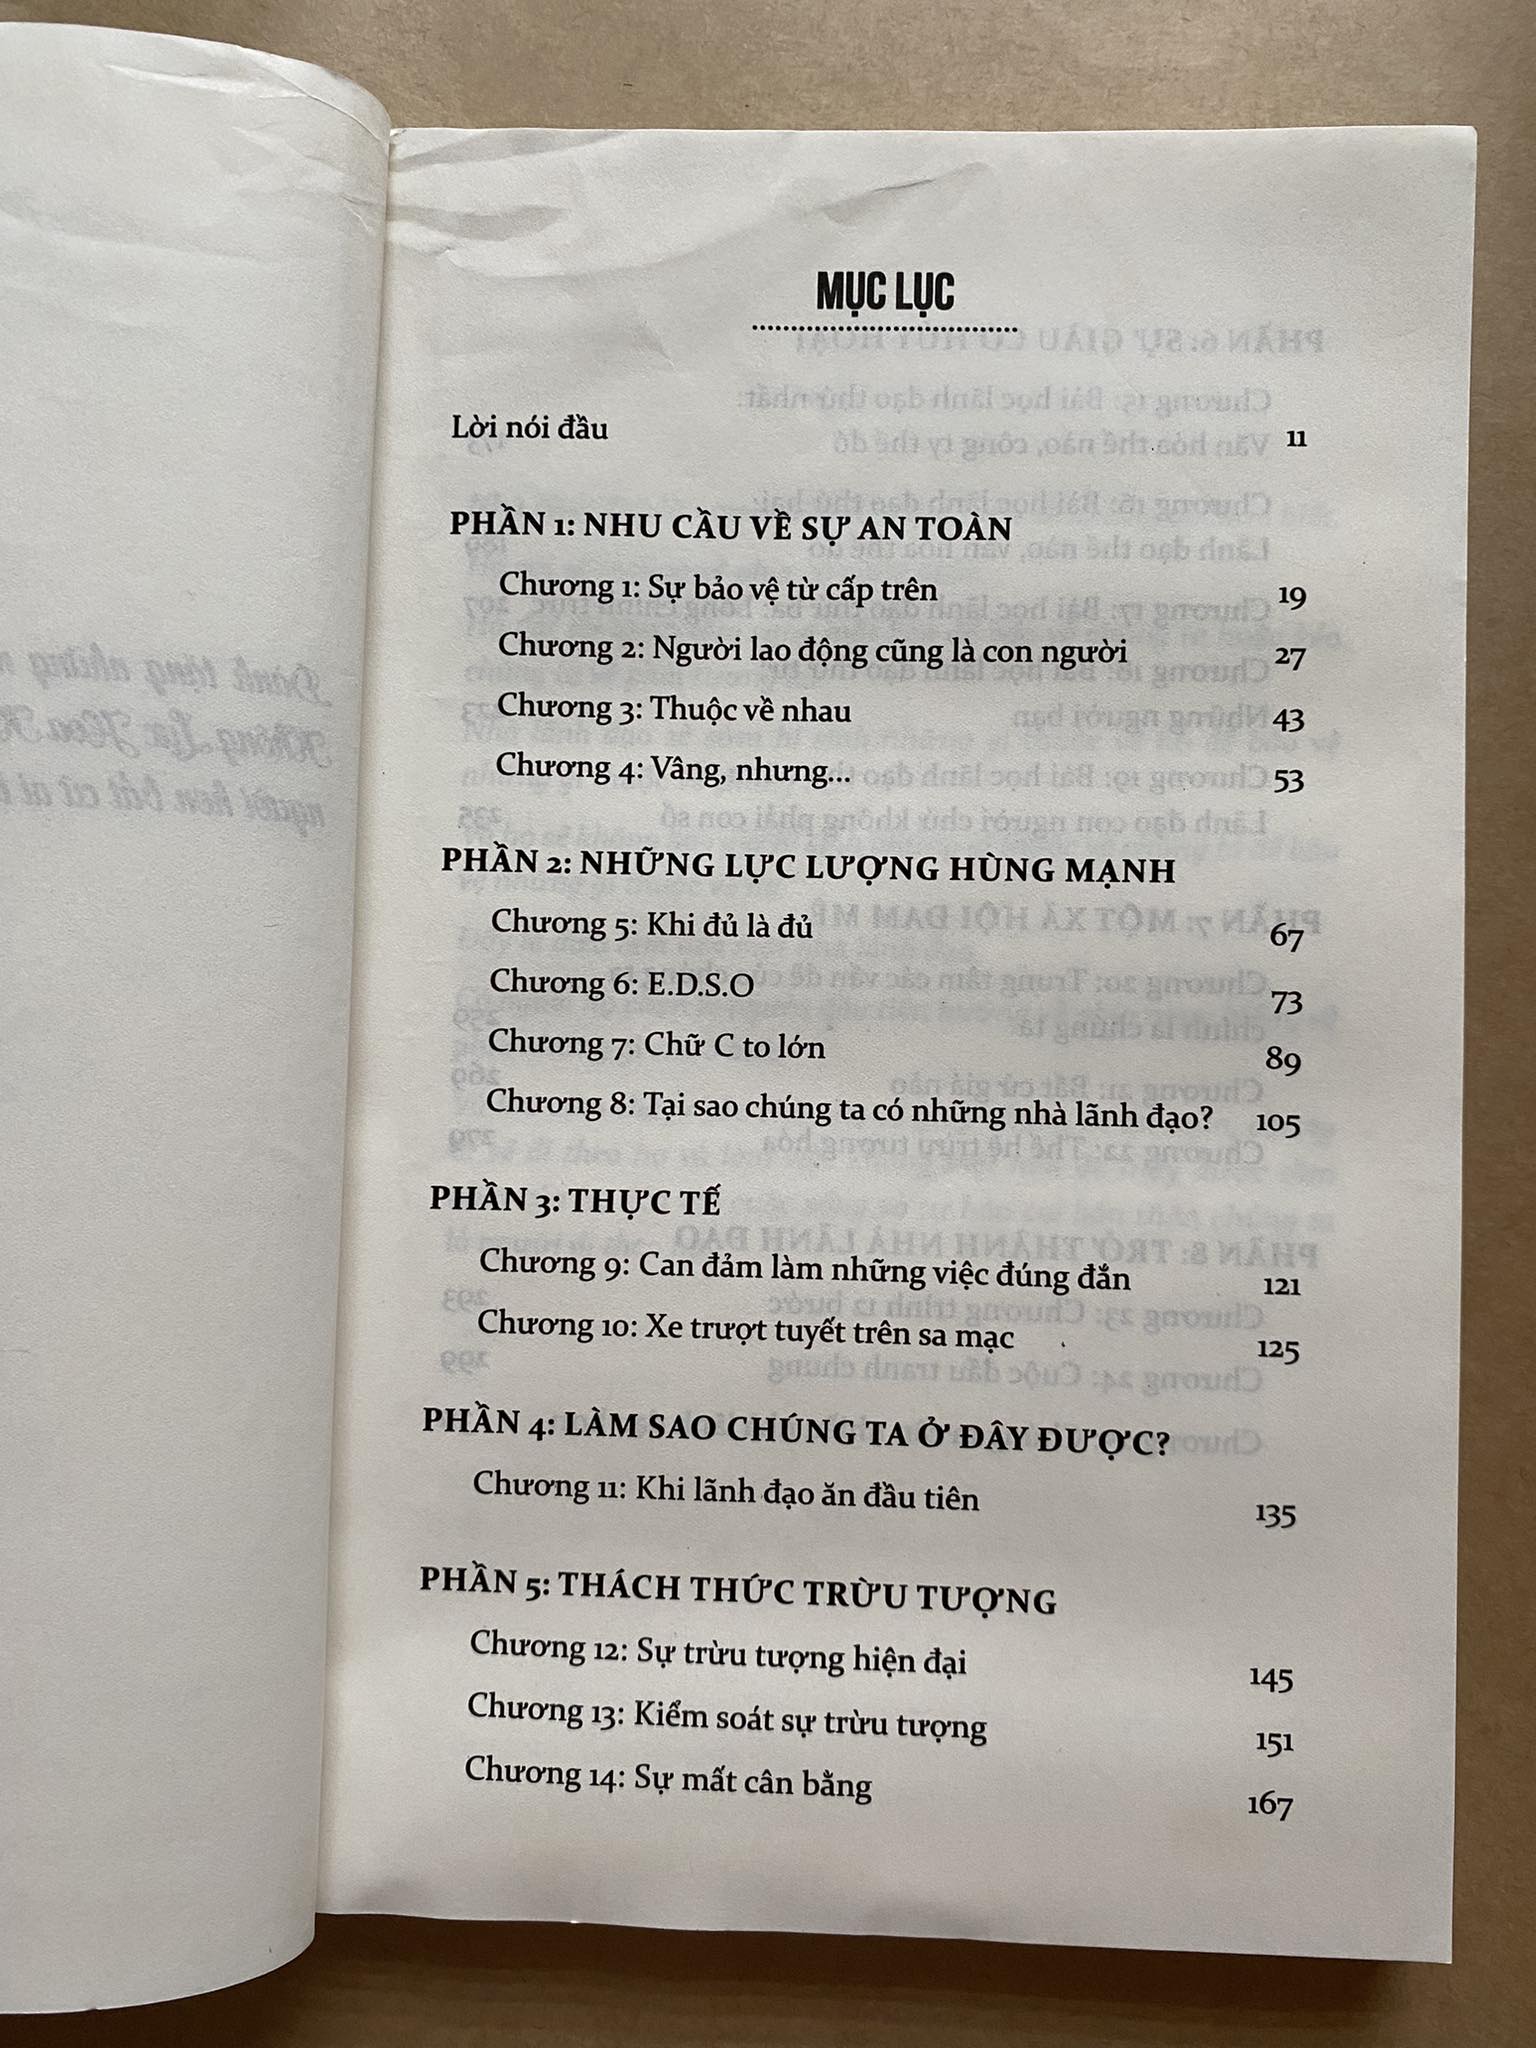 MỤC LỤC
Lời nói đầu 11
PHẦN 1: NHU CẦU VỀ SỰ AN TOÀN
Chương 1: Sự bảo vệ từ cấp trên 19
Chương 2: Người lao động cũng là con người 27
Chương 3: Thuộc về nhau 43
Chương 4: Vâng, nhưng... 53
PHẦN 2: NHỮNG LỰC LƯỢNG HÙNG MẠNH
Chương 5: Khi đủ là đủ 67
Chương 6: E.D.S.O 73
Chương 7: Chữ C to lớn 89
Chương 8: Tại sao chúng ta có những nhà lãnh đạo? 105
PHẦN 3: THỰC TẾ
Chương 9: Can đảm làm những việc đúng đắn 121
Chương 10: Xe trượt tuyết trên sa mạc 125
PHẦN 4: LÀM SAO CHÚNG TA Ở ĐÂY ĐƯỢC?
Chương 11: Khi lãnh đạo ăn đầu tiên 135
PHẦN 5: THÁCH THỨC TRỪU TƯỢNG
Chương 12: Sự trừu tượng hiện đại 145
Chương 13: Kiểm soát sự trừu tượng 151
Chương 14: Sự mất cân bằng 167